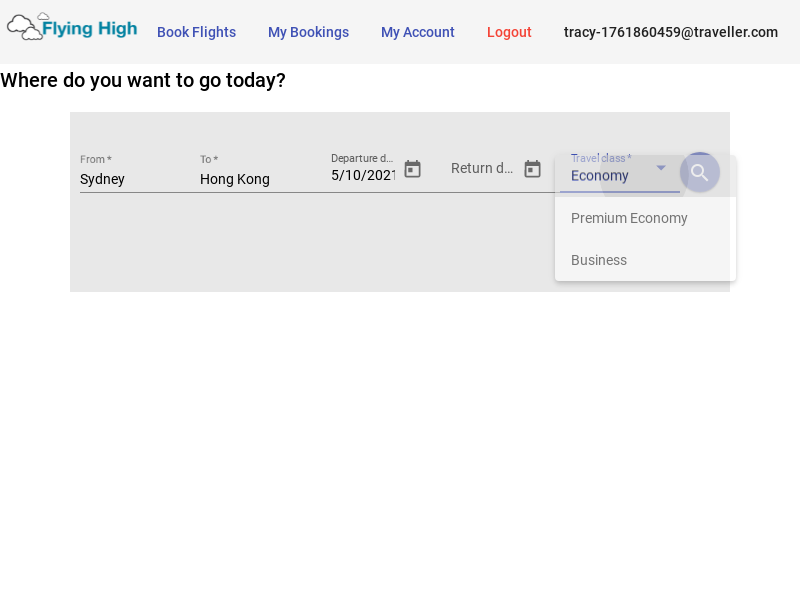 Flying High
Book Flights
My Bookings
My Account
Logout
tracy-1761860459@traveller.com
Where do you want to go today?
From *
Sydney
To *
Hong Kong
Departure d...
5/10/2021
Return d...
Travel class *
Economy
Premium Economy
Business